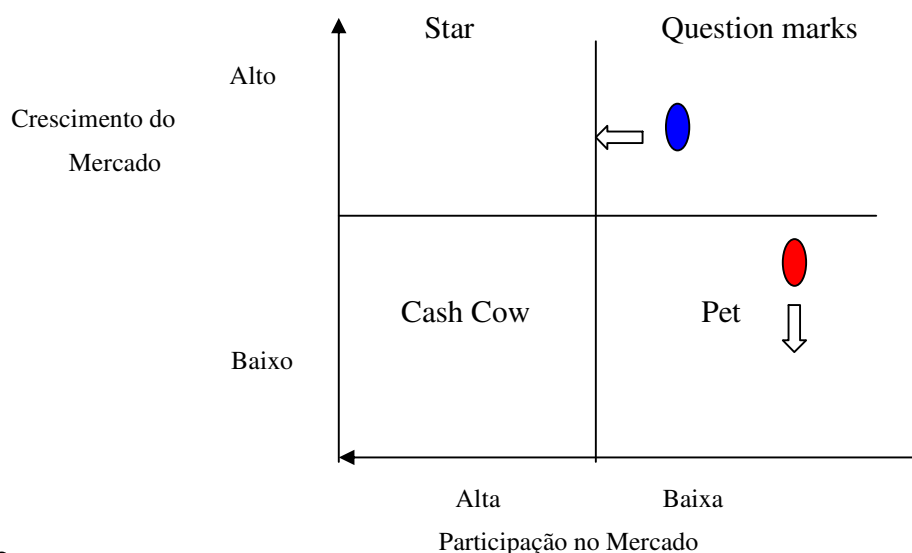 Star
Question marks
Alto
Crescimento do
Mercado
Cash Cow
Pet
Baixo
Alta
Baixa
Participação no Mercado